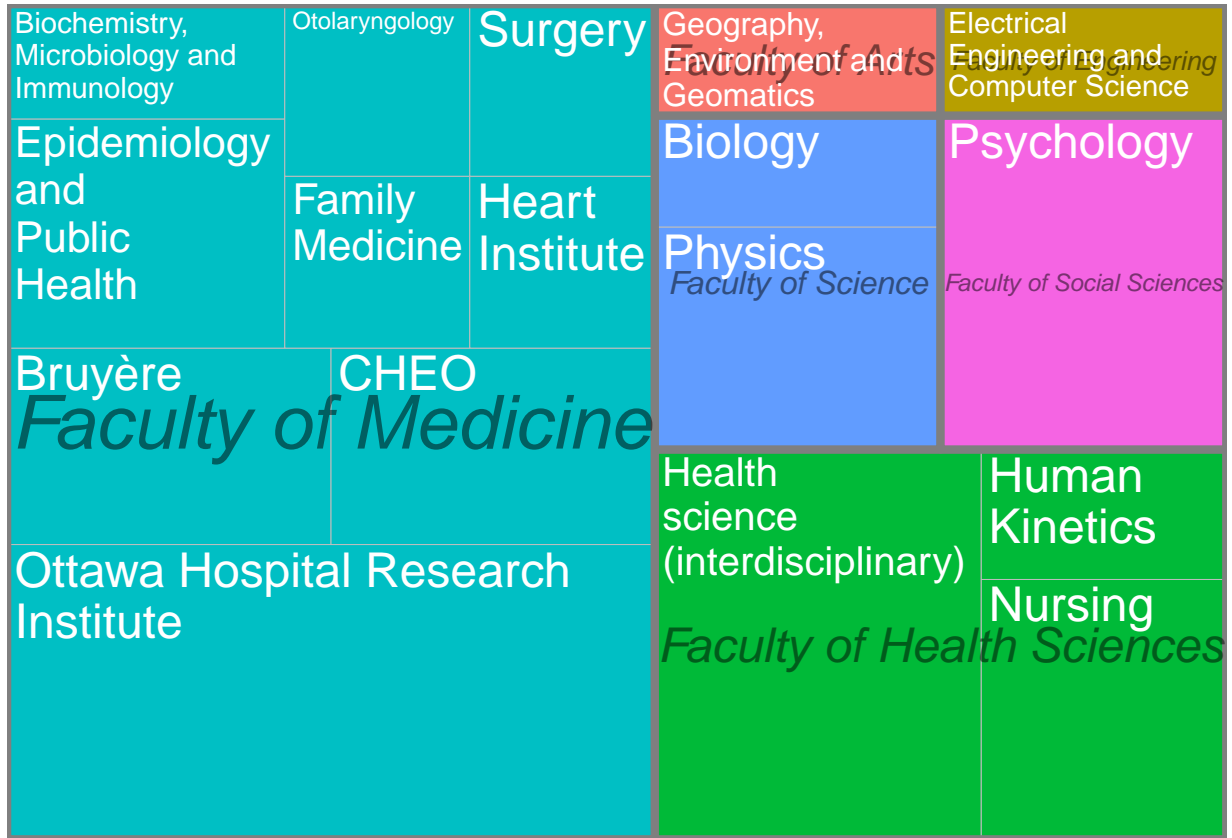 Biochemistry,
Microbiology and
Immunology
Otolaryngology
Surgery
Epidemiology
and
Public
Health
Family
Medicine
Heart
Institute
Bruyère
CHEO
Faculty of Medicine
Ottawa Hospital Research
Institute
Geography,
Environment and
Geomatics
Faculty of Arts
Electrical
Engineering and
Computer Science
Faculty of Engineering
Biology
Physics
Faculty of Science
Psychology
Faculty of Social Sciences
Health
science
(interdisciplinary)
Human
Kinetics
Nursing
Faculty of Health Sciences